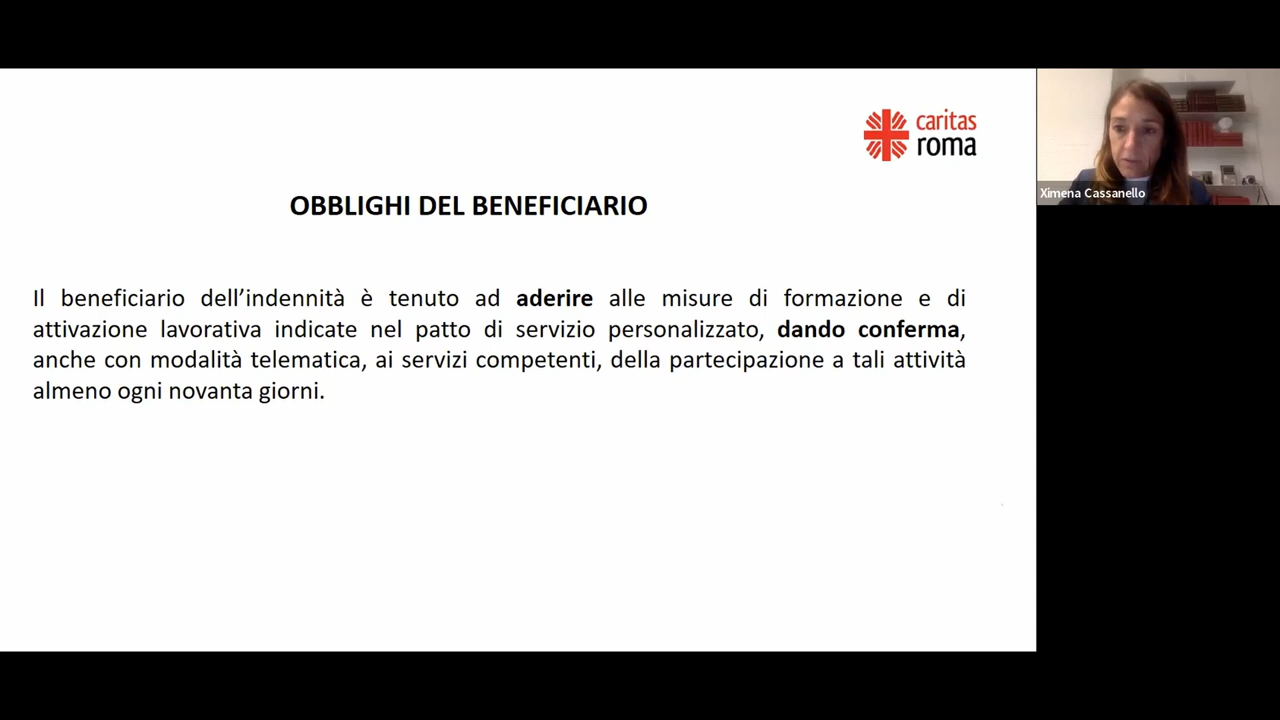 caritas
roma
Ximena Cassanello
OBBLIGHI DEL BENEFICIARIO
Il beneficiario dell’indennità è tenuto ad aderire alle misure di formazione e di
attivazione lavorativa indicate nel patto di servizio personalizzato, dando conferma,
anche con modalità telematica, ai servizi competenti, della partecipazione a tali attività
almeno ogni novanta giorni.